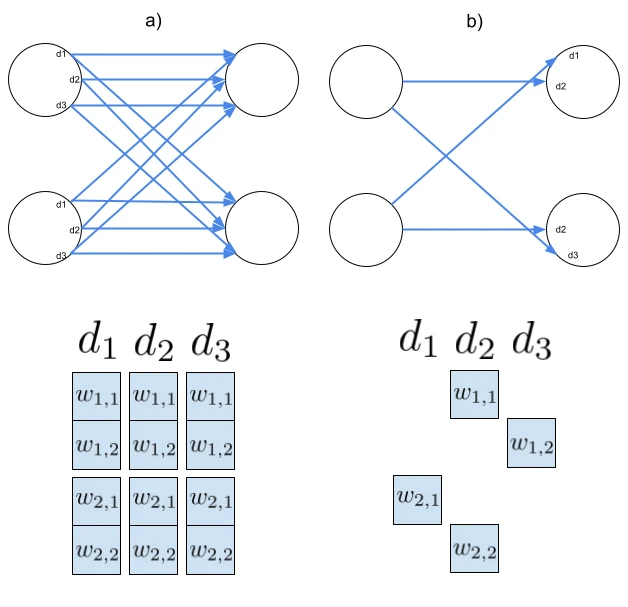 a) b)
d1 d1
d2 d2
d3
d1
d2 d2
d3 d3
d₁ d₂ d₃ d₁ d₂ d₃
w₁,₁ w₁,₁ w₁,₁ w₁,₁
w₁,₂ w₁,₂ w₁,₂ w₁,₂
w₂,₁ w₂,₁ w₂,₁ w₂,₁
w₂,₂ w₂,₂ w₂,₂ w₂,₂